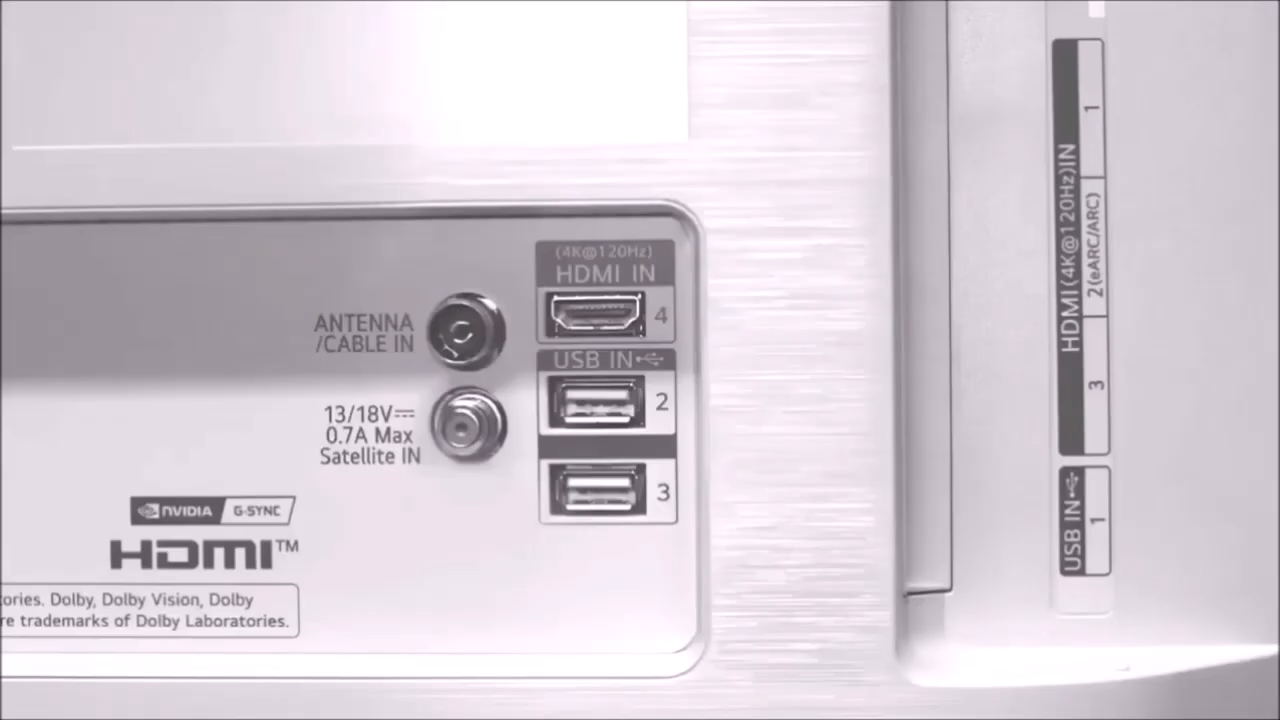 (4K@120Hz)
HDMI IN
4
ANTENNA
/CABLE IN
USB IN
2
13/18V⎓
0.7A Max
Satellite IN
3
NVIDIA G-SYNC
HDMI™
Dolby, Dolby Vision, Dolby
trademarks of Dolby Laboratories.
HDMI(4K@120Hz)IN
3
2(eARC/ARC)
1
USB IN
1